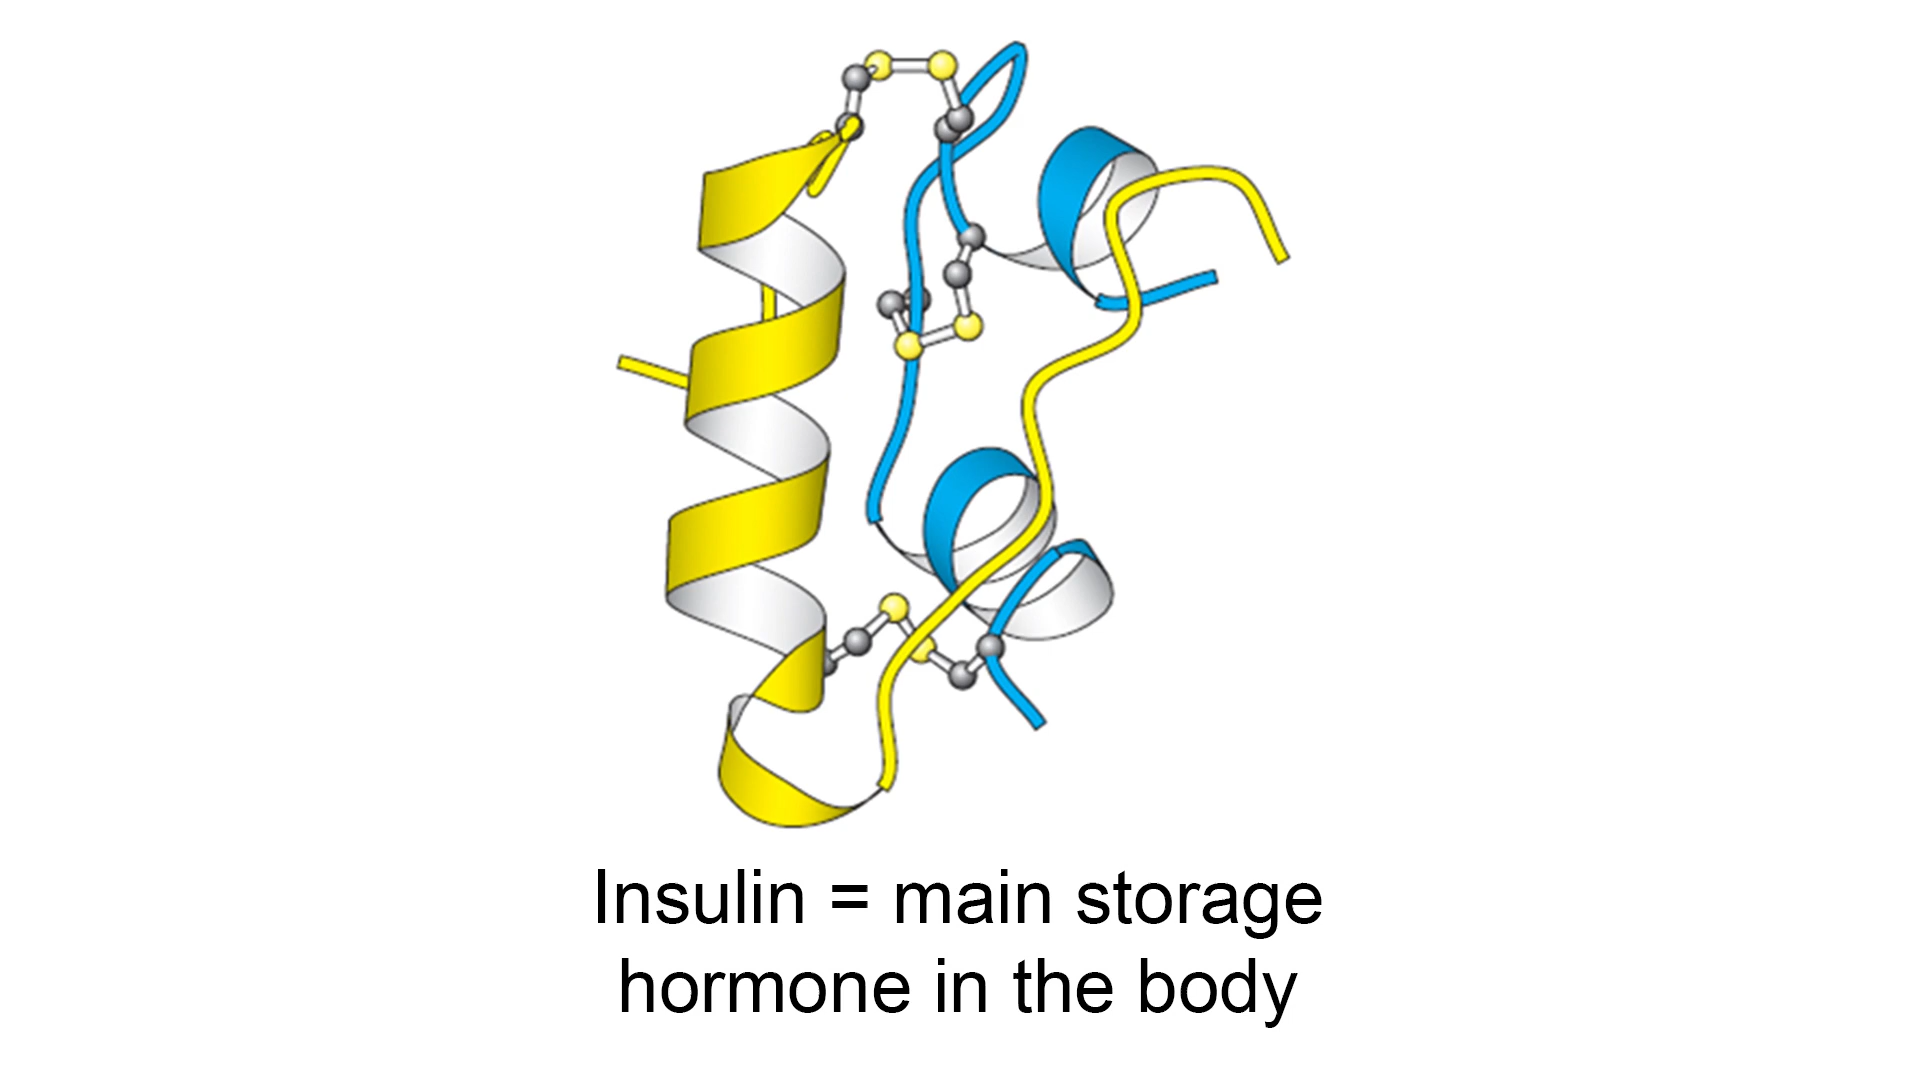 Insulin = main storage
hormone in the body